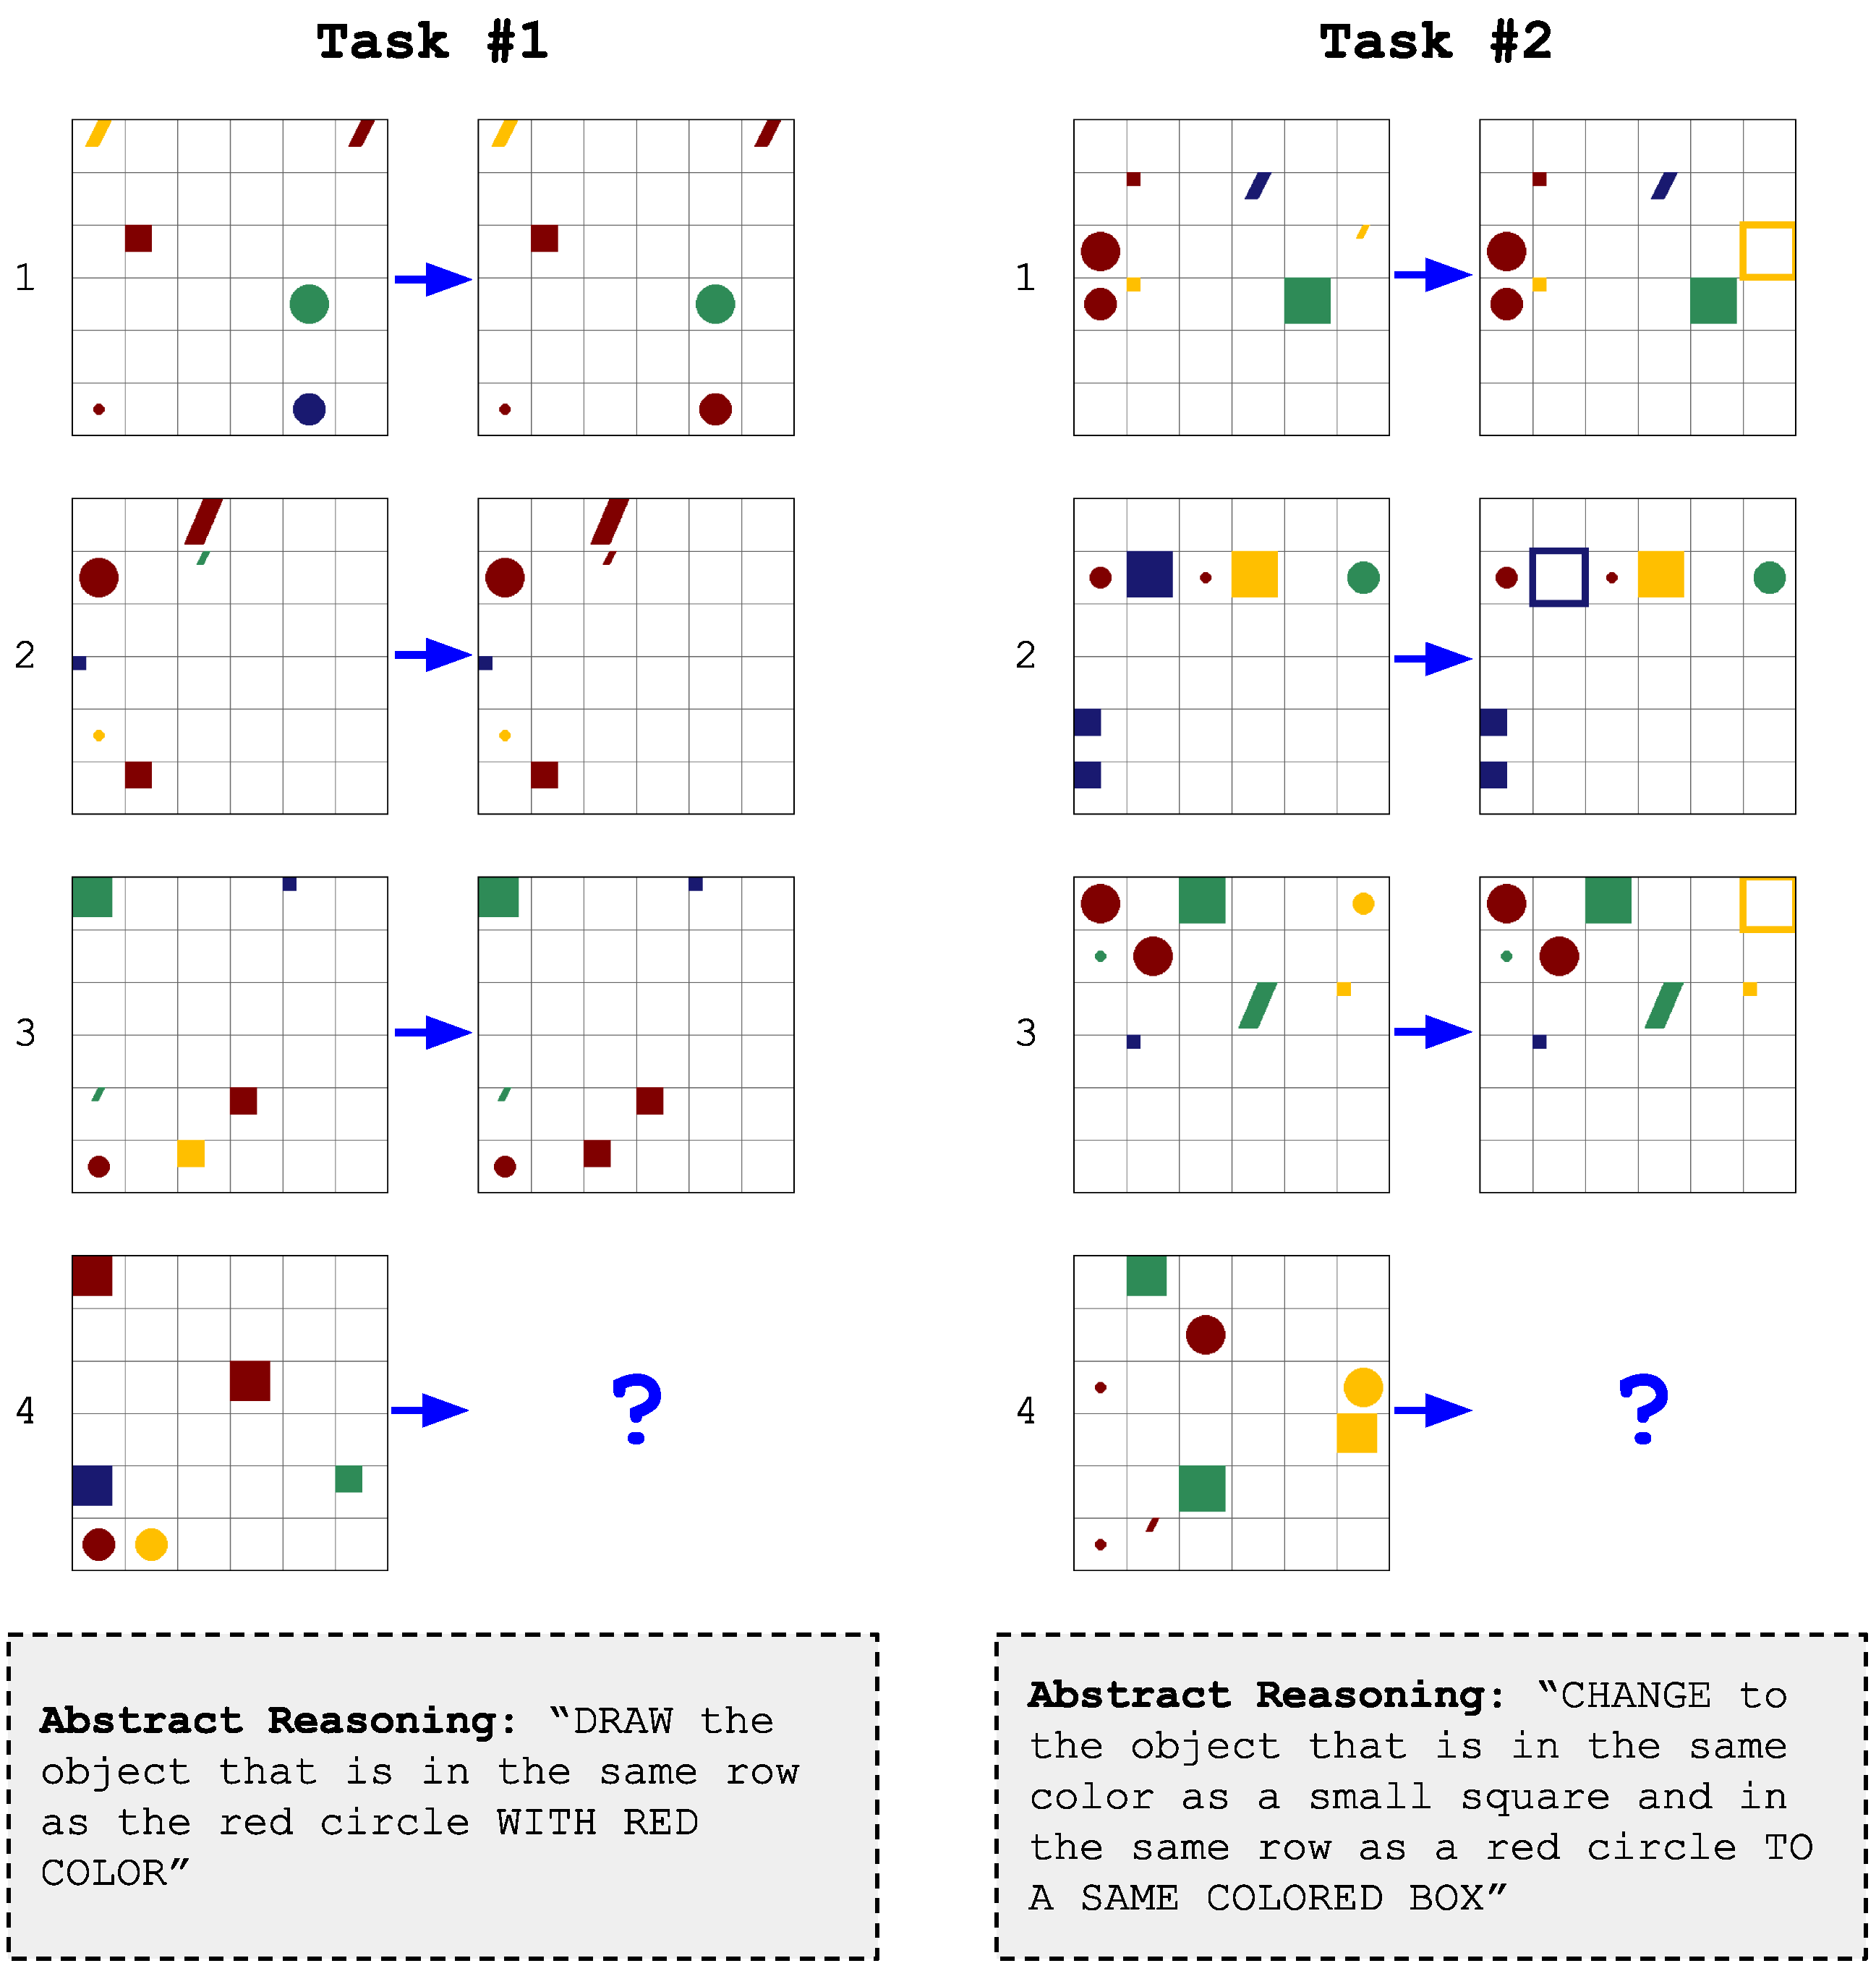 Task #1
Task #2
1
1
2
2
3
3
4
?
4
?
Abstract Reasoning: “DRAW the
object that is in the same row
as the red circle WITH RED
COLOR”
Abstract Reasoning: “CHANGE to
the object that is in the same
color as a small square and in
the same row as a red circle TO
A SAME COLORED BOX”